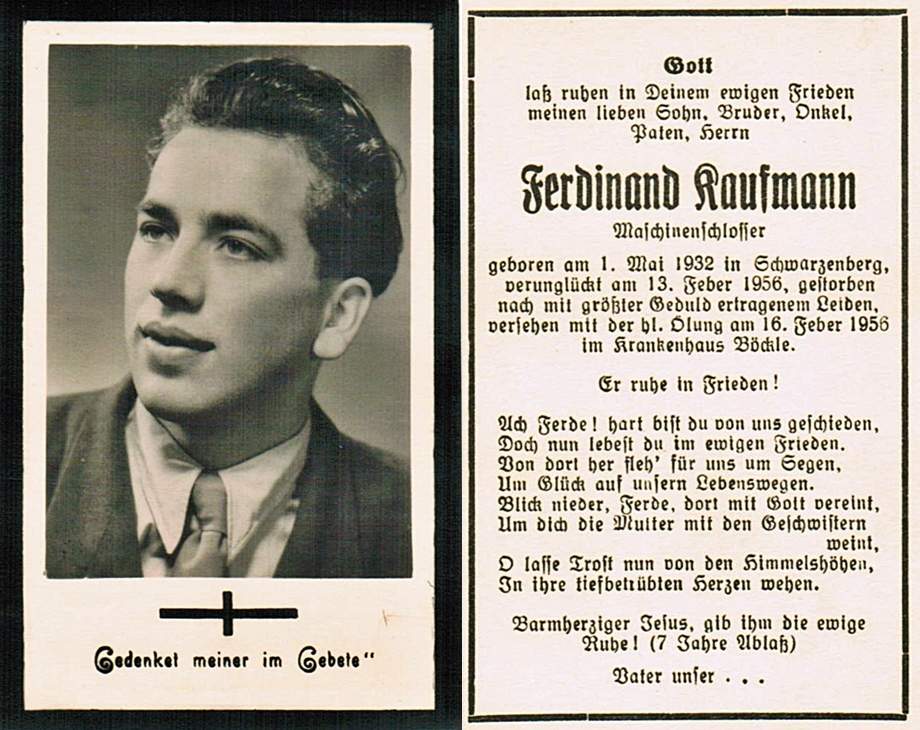 Gedenket meiner im Gebete“
Gott
laß ruhen in Deinem ewigen Frieden
meinen lieben Sohn, Bruder, Onkel,
Paten, Herrn
Ferdinand Kaufmann
Maschinenschlosser
geboren am 1. Mai 1932 in Schwarzenberg,
verunglückt am 13. Feber 1956, gestorben
nach mit größter Geduld ertragenem Leiden,
versehen mit der hl. Ölung am 16. Feber 1956
im Krankenhaus Böckle.
Er ruhe in Frieden!
Ach Ferde! hart bist du von uns geschieden,
Doch nun lebest du im ewigen Frieden.
Von dort her fleh' für uns um Segen,
Um Glück auf unsern Lebenswegen.
Blick nieder, Ferde, dort mit Gott vereint,
Um dich die Mutter mit den Geschwistern
weint,
O lasse Trost nun von den Himmelshöhen,
In ihre tiefbetrübten Herzen wehen.
Barmherziger Jesus, gib ihm die ewige
Ruhe! (7 Jahre Ablaß)
Vater unser . . .